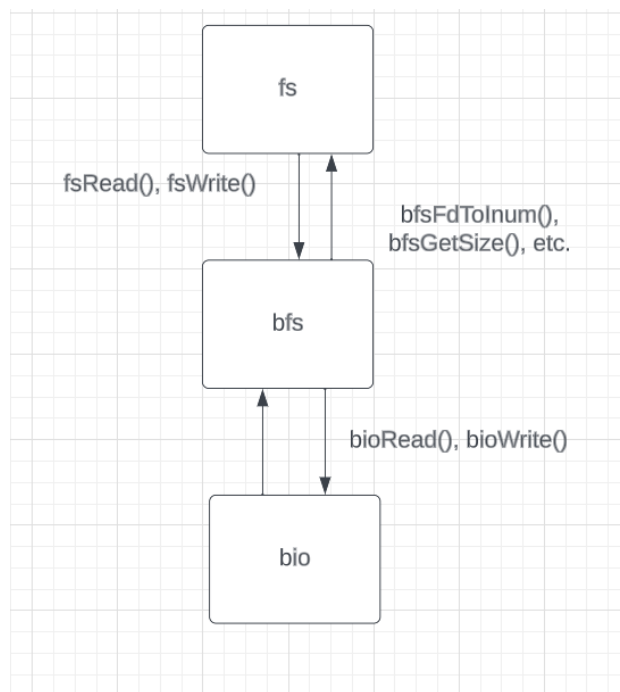 fs
fsRead(), fsWrite()
bfsFdToInum(),
bfsGetSize(), etc.
bfs
bioRead(), bioWrite()
bio